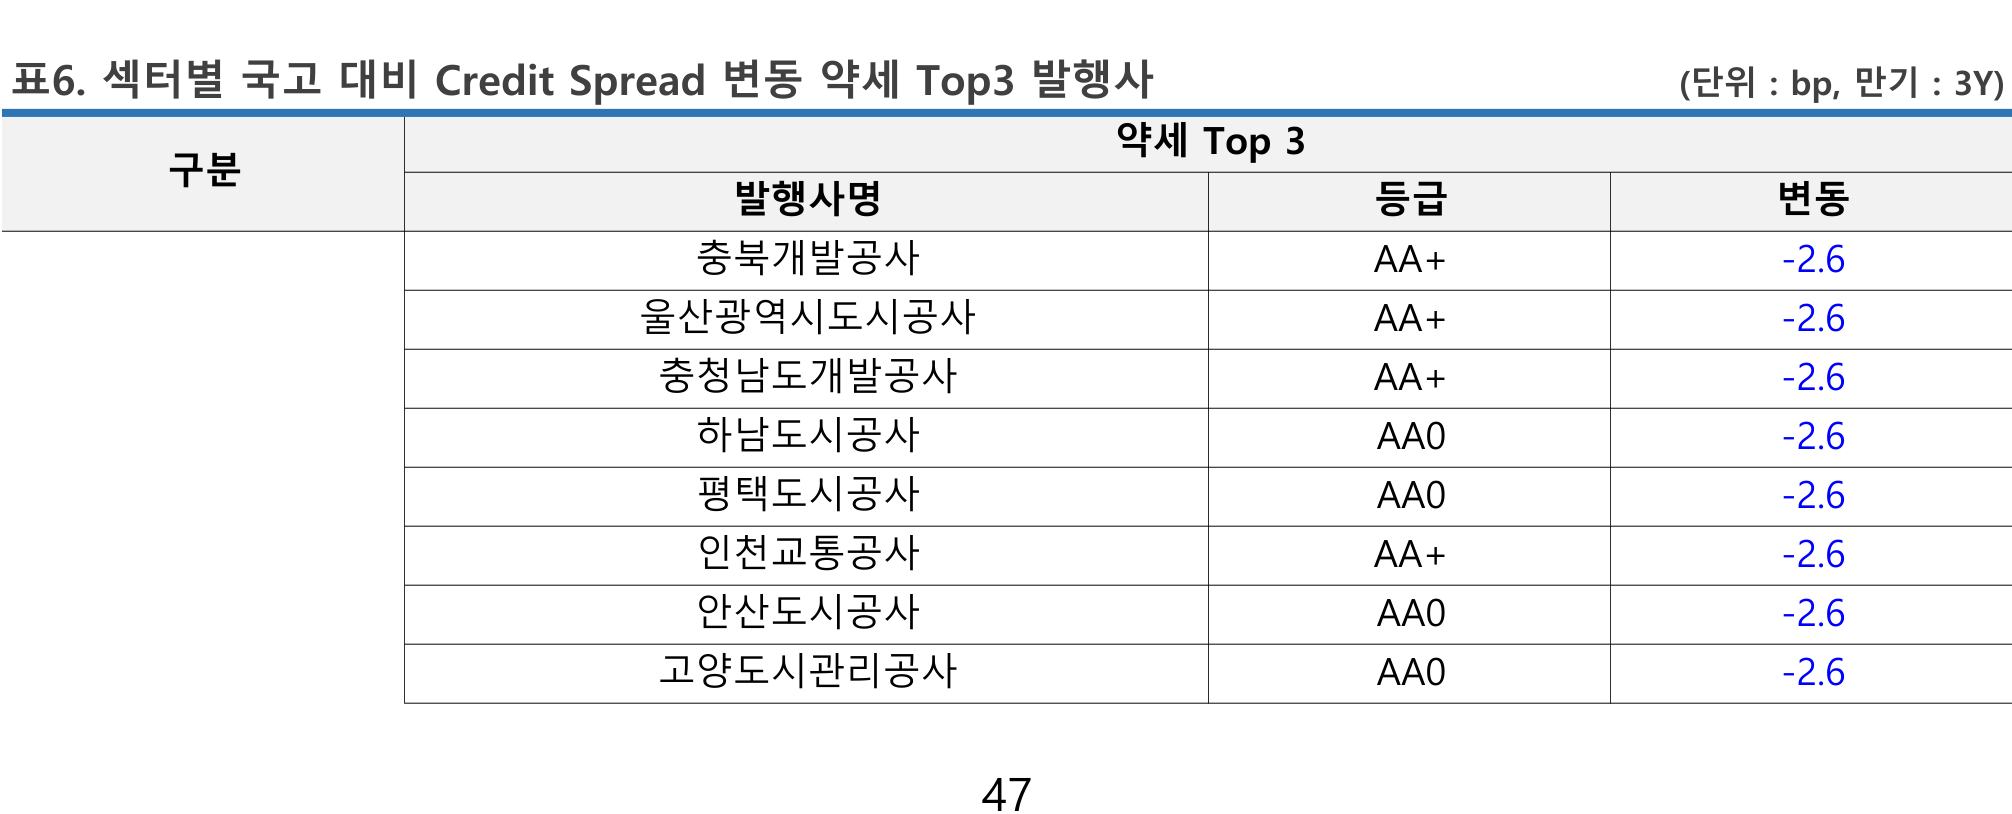 표6. 섹터별 국고 대비 Credit Spread 변동 약세 Top3 발행사 (단위 : bp, 만기 : 3Y)
구분 약세 Top 3
발행사명 등급 변동
충북개발공사 AA+ -2.6
울산광역시도시공사 AA+ -2.6
충청남도개발공사 AA+ -2.6
하남도시공사 AA0 -2.6
평택도시공사 AA0 -2.6
인천교통공사 AA+ -2.6
안산도시공사 AA0 -2.6
고양도시관리공사 AA0 -2.6
47